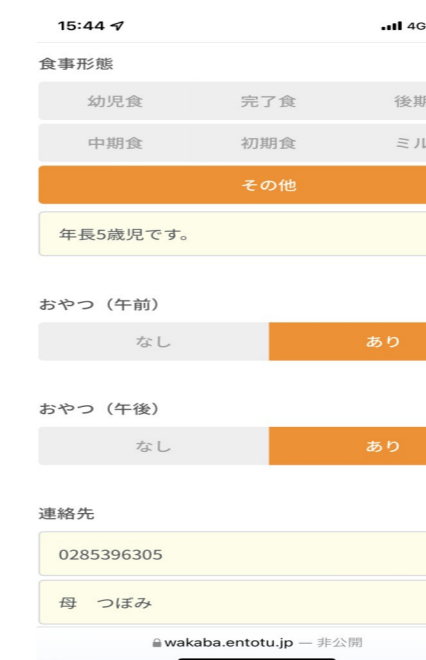 15:44
4G
食事形態
幼児食 完了食 後期
中期食 初期食 ミル
その他
年長5歳児です。
おやつ（午前）
なし あり
おやつ（午後）
なし あり
連絡先
0285396305
母　つぼみ
wakaba.entotu.jp — 非公開